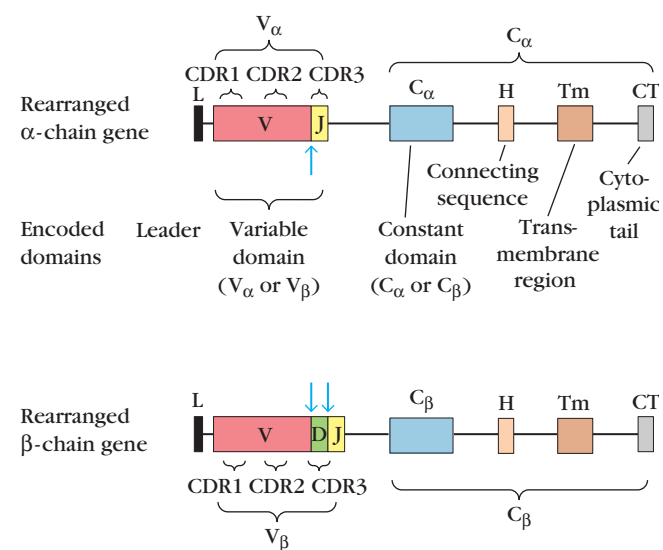 Vα
Cα
CDR1 CDR2 CDR3
L
Cα H Tm CT
Rearranged
α-chain gene
V J
Connecting
sequence
Cyto-
plasmic
tail
Encoded
domains
Leader
Variable
domain
(Vα or Vβ)
Constant
domain
(Cα or Cβ)
Trans-
membrane
region
L
Cβ H Tm CT
Rearranged
β-chain gene
V D J
CDR1 CDR2 CDR3
Vβ
Cβ